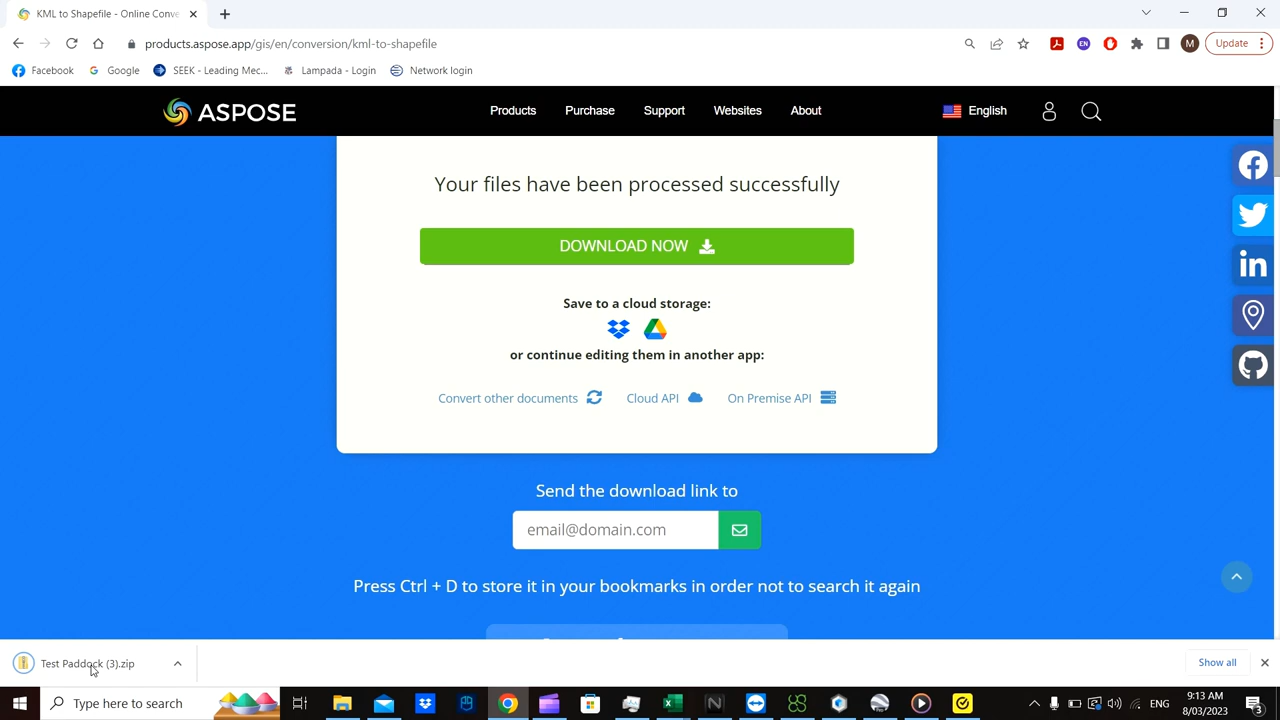 KML to Shapefile - Online Conve
products.aspose.app/gis/en/conversion/kml-to-shapefile
EN
M
Update
Facebook
Google
SEEK - Leading Mec...
Lampada - Login
Network login
ASPOSE
Products
Purchase
Support
Websites
About
English
Your files have been processed successfully
DOWNLOAD NOW
Save to a cloud storage:
or continue editing them in another app:
Convert other documents
Cloud API
On Premise API
Send the download link to
email@domain.com
Press Ctrl + D to store it in your bookmarks in order not to search it again
Test Paddock (3).zip
Show all
Type here to search
ENG
9:13 AM
8/03/2023
3